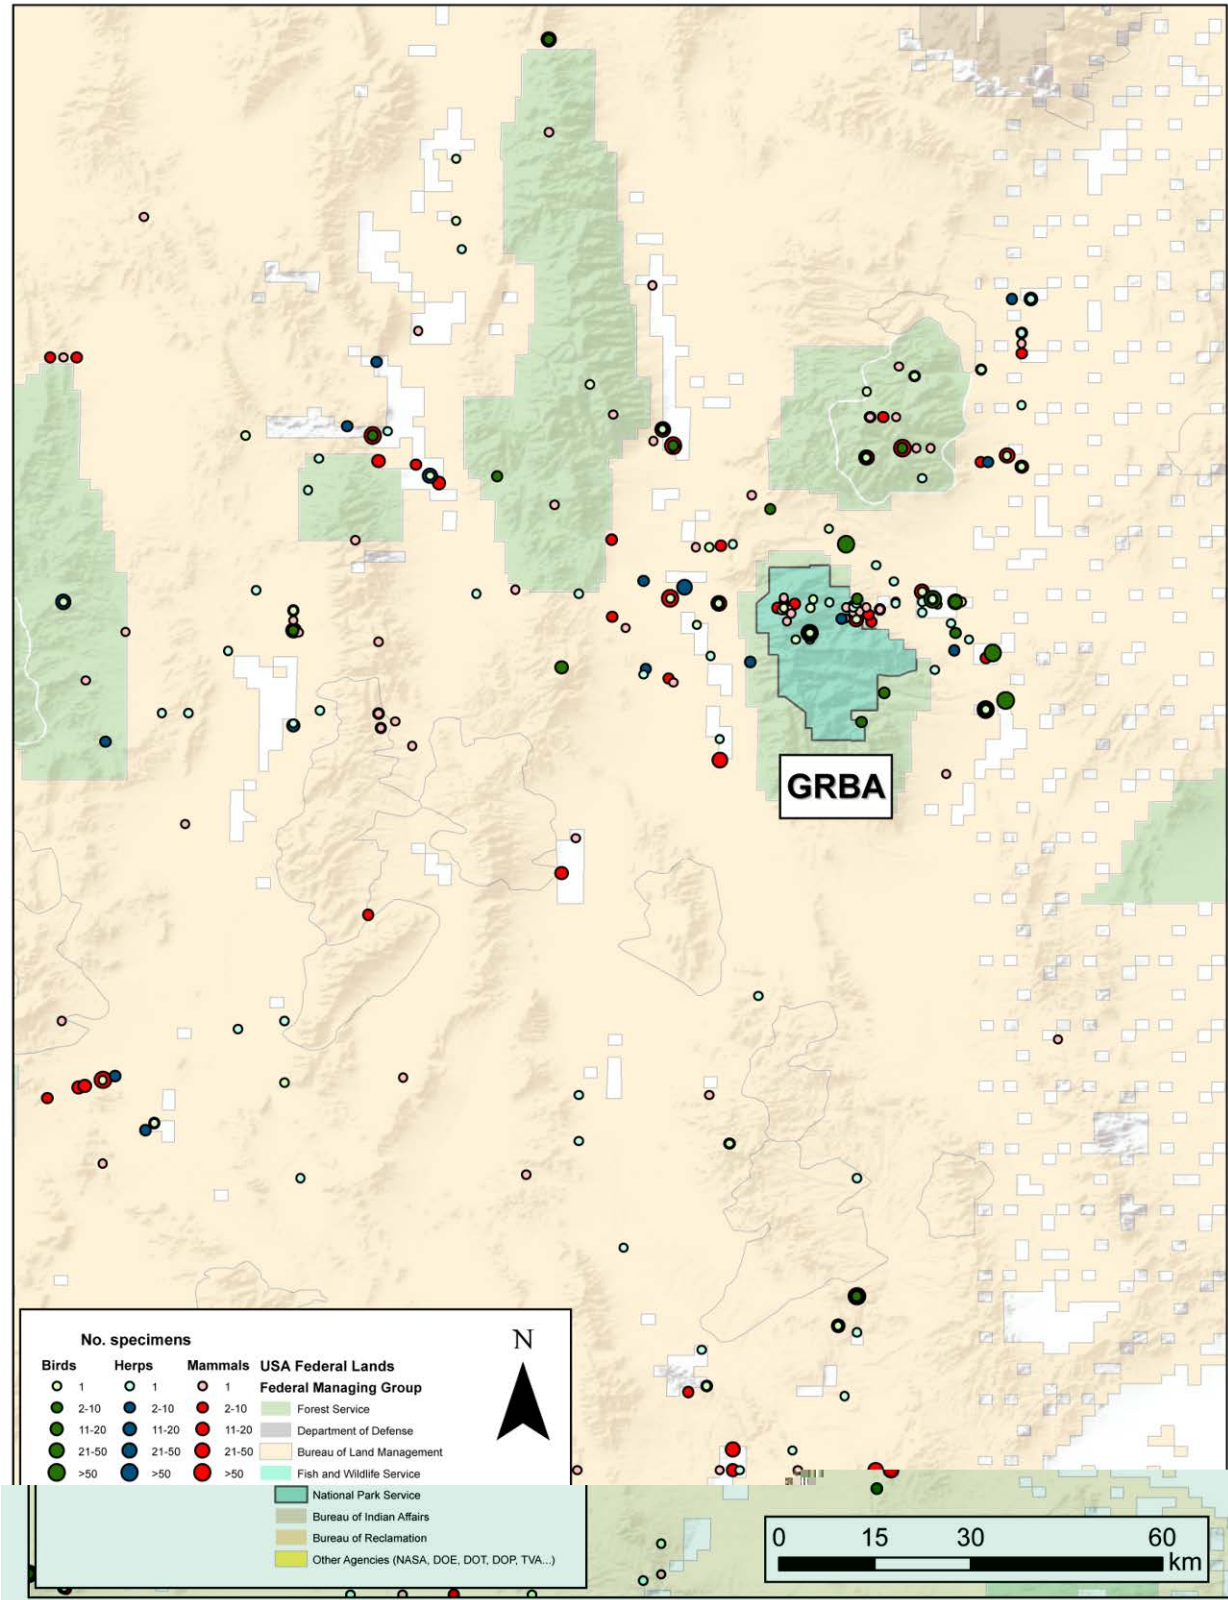 GRBA
No. specimens
N
Birds Herps Mammals USA Federal Lands
1 1 1 Federal Managing Group
2-10 2-10 2-10 Forest Service
11-20 11-20 11-20 Department of Defense
21-50 21-50 21-50 Bureau of Land Management
>50 >50 >50 Fish and Wildlife Service
National Park Service
Bureau of Indian Affairs
Bureau of Reclamation
Other Agencies (NASA, DOE, DOT, DOP, TVA...)
0 15 30 60
km